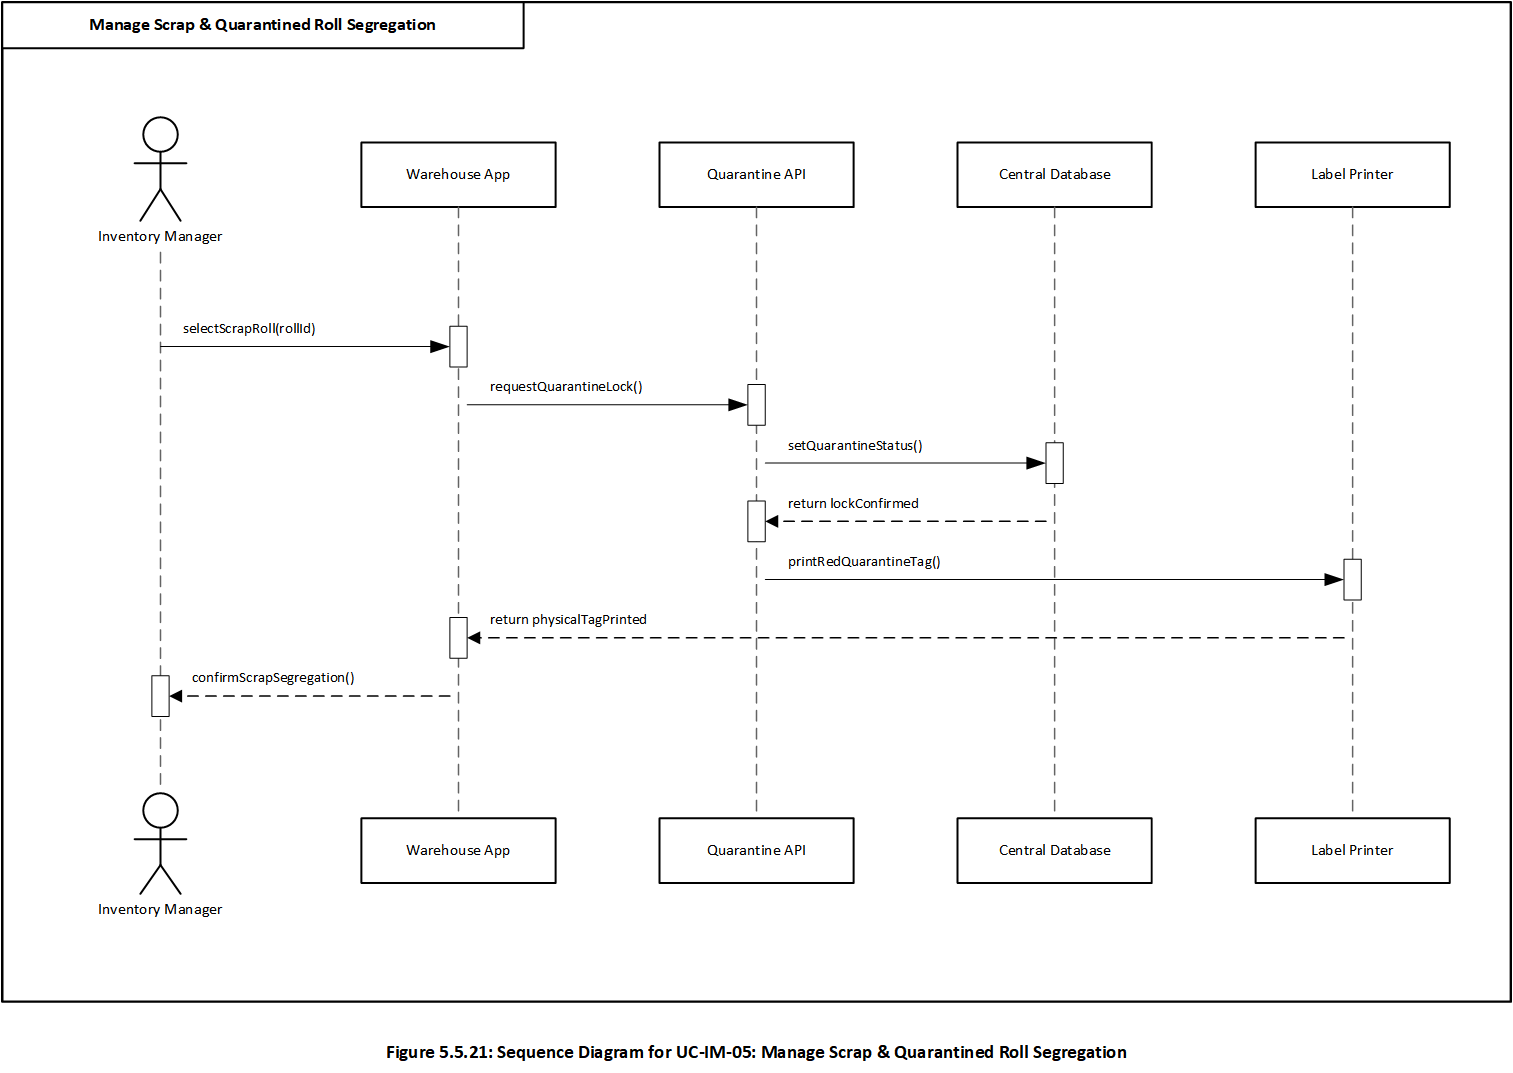 Manage Scrap & Quarantined Roll Segregation
Inventory Manager
Warehouse App
Quarantine API
Central Database
Label Printer
selectScrapRoll(rollId)
requestQuarantineLock()
setQuarantineStatus()
return lockConfirmed
printRedQuarantineTag()
return physicalTagPrinted
confirmScrapSegregation()
Inventory Manager
Warehouse App
Quarantine API
Central Database
Label Printer
Figure 5.5.21: Sequence Diagram for UC-IM-05: Manage Scrap & Quarantined Roll Segregation